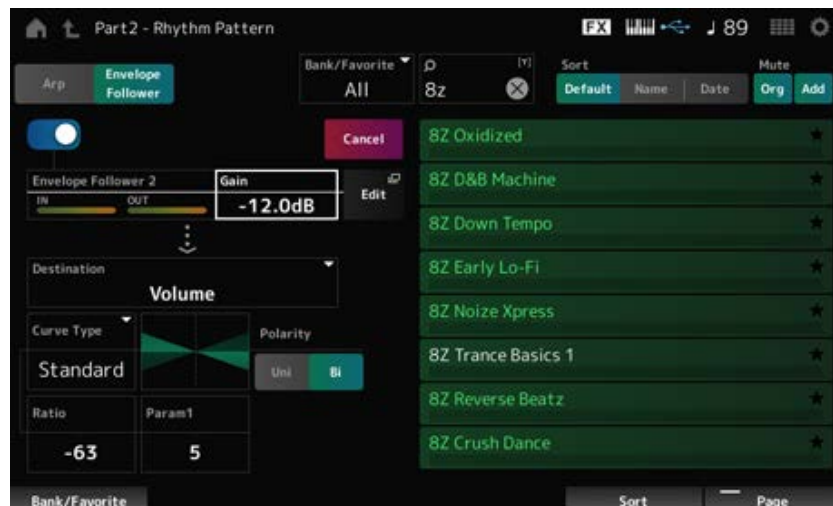 Part2 - Rhythm Pattern
FX
♩ 89
Arp
Envelope Follower
Bank/Favorite
All
[Y]
8z
Sort
Default Name Date
Mute
Org Add
Cancel
Envelope Follower 2
IN OUT
Gain
-12.0dB
Edit
Destination
Volume
Curve Type
Standard
Polarity
Uni Bi
Ratio
-63
Param1
5
8Z Oxidized
8Z D&B Machine
8Z Down Tempo
8Z Early Lo-Fi
8Z Noize Xpress
8Z Trance Basics 1
8Z Reverse Beatz
8Z Crush Dance
Bank/Favorite
Sort
Page